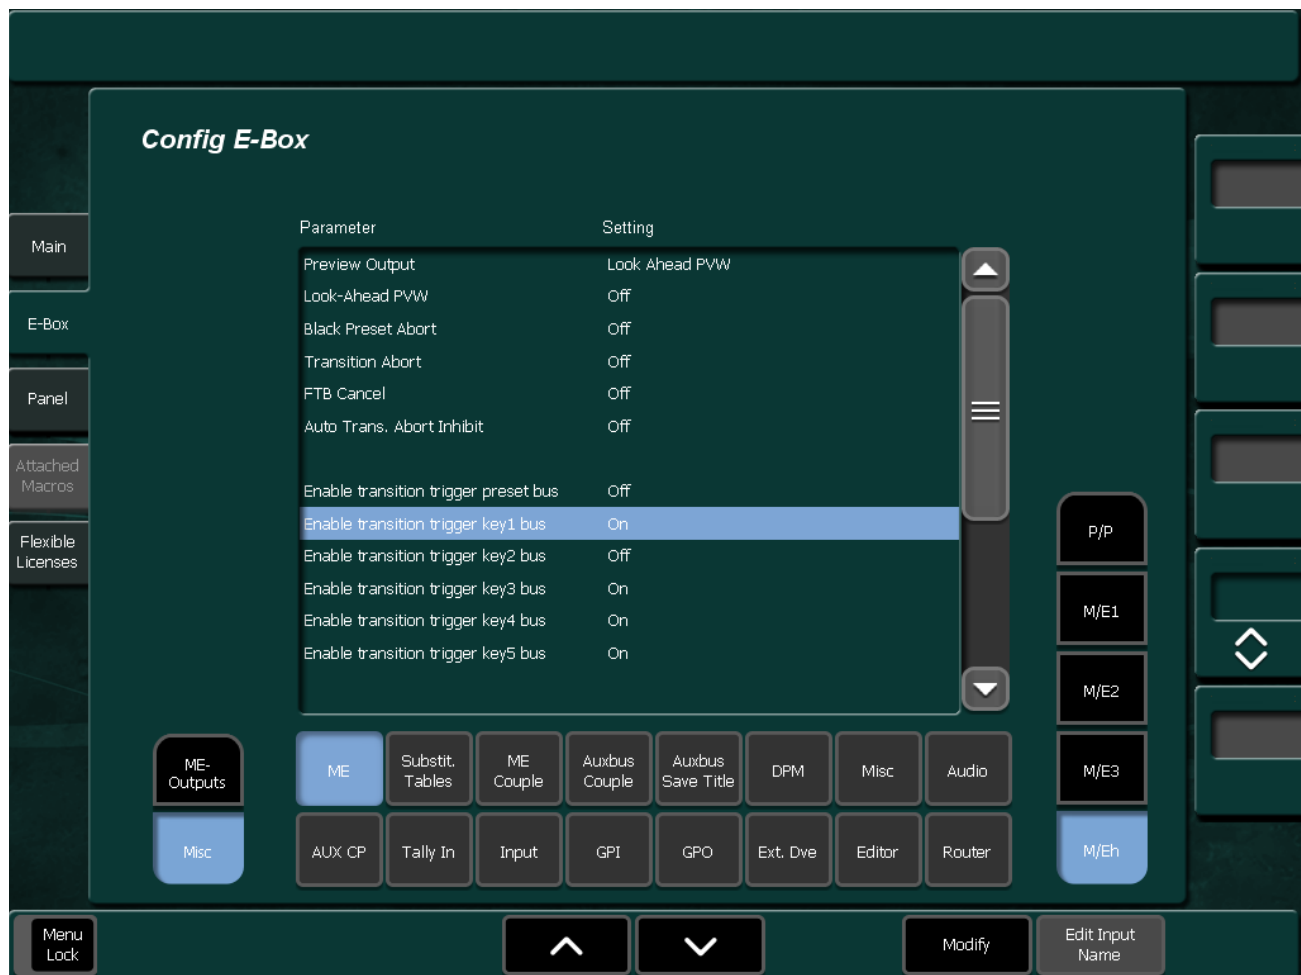 Config E-Box
Parameter Setting
Main
E-Box
Panel
Attached
Macros
Flexible
Licenses
Preview Output Look Ahead PVW
Look-Ahead PVW Off
Black Preset Abort Off
Transition Abort Off
FTB Cancel Off
Auto Trans. Abort Inhibit Off
Enable transition trigger preset bus Off
Enable transition trigger key1 bus On
Enable transition trigger key2 bus Off
Enable transition trigger key3 bus On
Enable transition trigger key4 bus On
Enable transition trigger key5 bus On
P/P
M/E1
M/E2
M/E3
M/Eh
ME-
Outputs
Misc
ME
Substit.
Tables
ME
Couple
Auxbus
Couple
Auxbus
Save Title
DPM
Misc
Audio
AUX CP
Tally In
Input
GPI
GPO
Ext. Dve
Editor
Router
Menu
Lock
Modify
Edit Input
Name